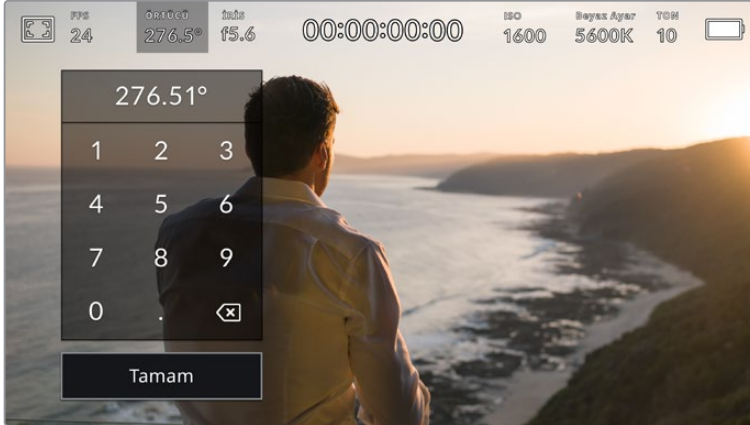 FPS
24
ÖRTÜCÜ
276.5°
İRİS
f5.6
00:00:00:00
ISO
1600
Beyaz Ayar
5600K
TON
10
276.51°
1 2 3
4 5 6
7 8 9
0 .
Tamam